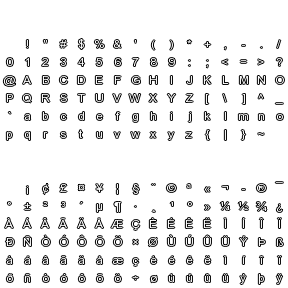 ! " # $ % & ' ( ) * + , - . /
0 1 2 3 4 5 6 7 8 9 : ; < = > ?
@ A B C D E F G H I J K L M N O
P Q R S T U V W X Y Z [ \ ] ^ _
` a b c d e f g h i j k l m n o
p q r s t u v w x y z { | } ~
¡ ¢ £ ¤ ¥ ¦ § ¨ © ª « ¬ - ® ¯
° ± ² ³ ´ µ ¶ · ¸ ¹ º » ¼ ½ ¾ ¿
À Á Â Ã Ä Å Æ Ç È É Ê Ë Ì Í Î Ï
Ð Ñ Ò Ó Ô Õ Ö × Ø Ù Ú Û Ü Ý Þ ß
à á â ã ä å æ ç è é ê ë ì í î ï
ð ñ ò ó ô õ ö ÷ ø ù ú û ü ý þ ÿ